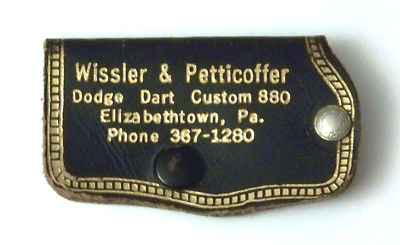 Wissler & Petticoffer
Dodge Dart Custom 880
Elizabethtown, Pa.
Phone 367-1280